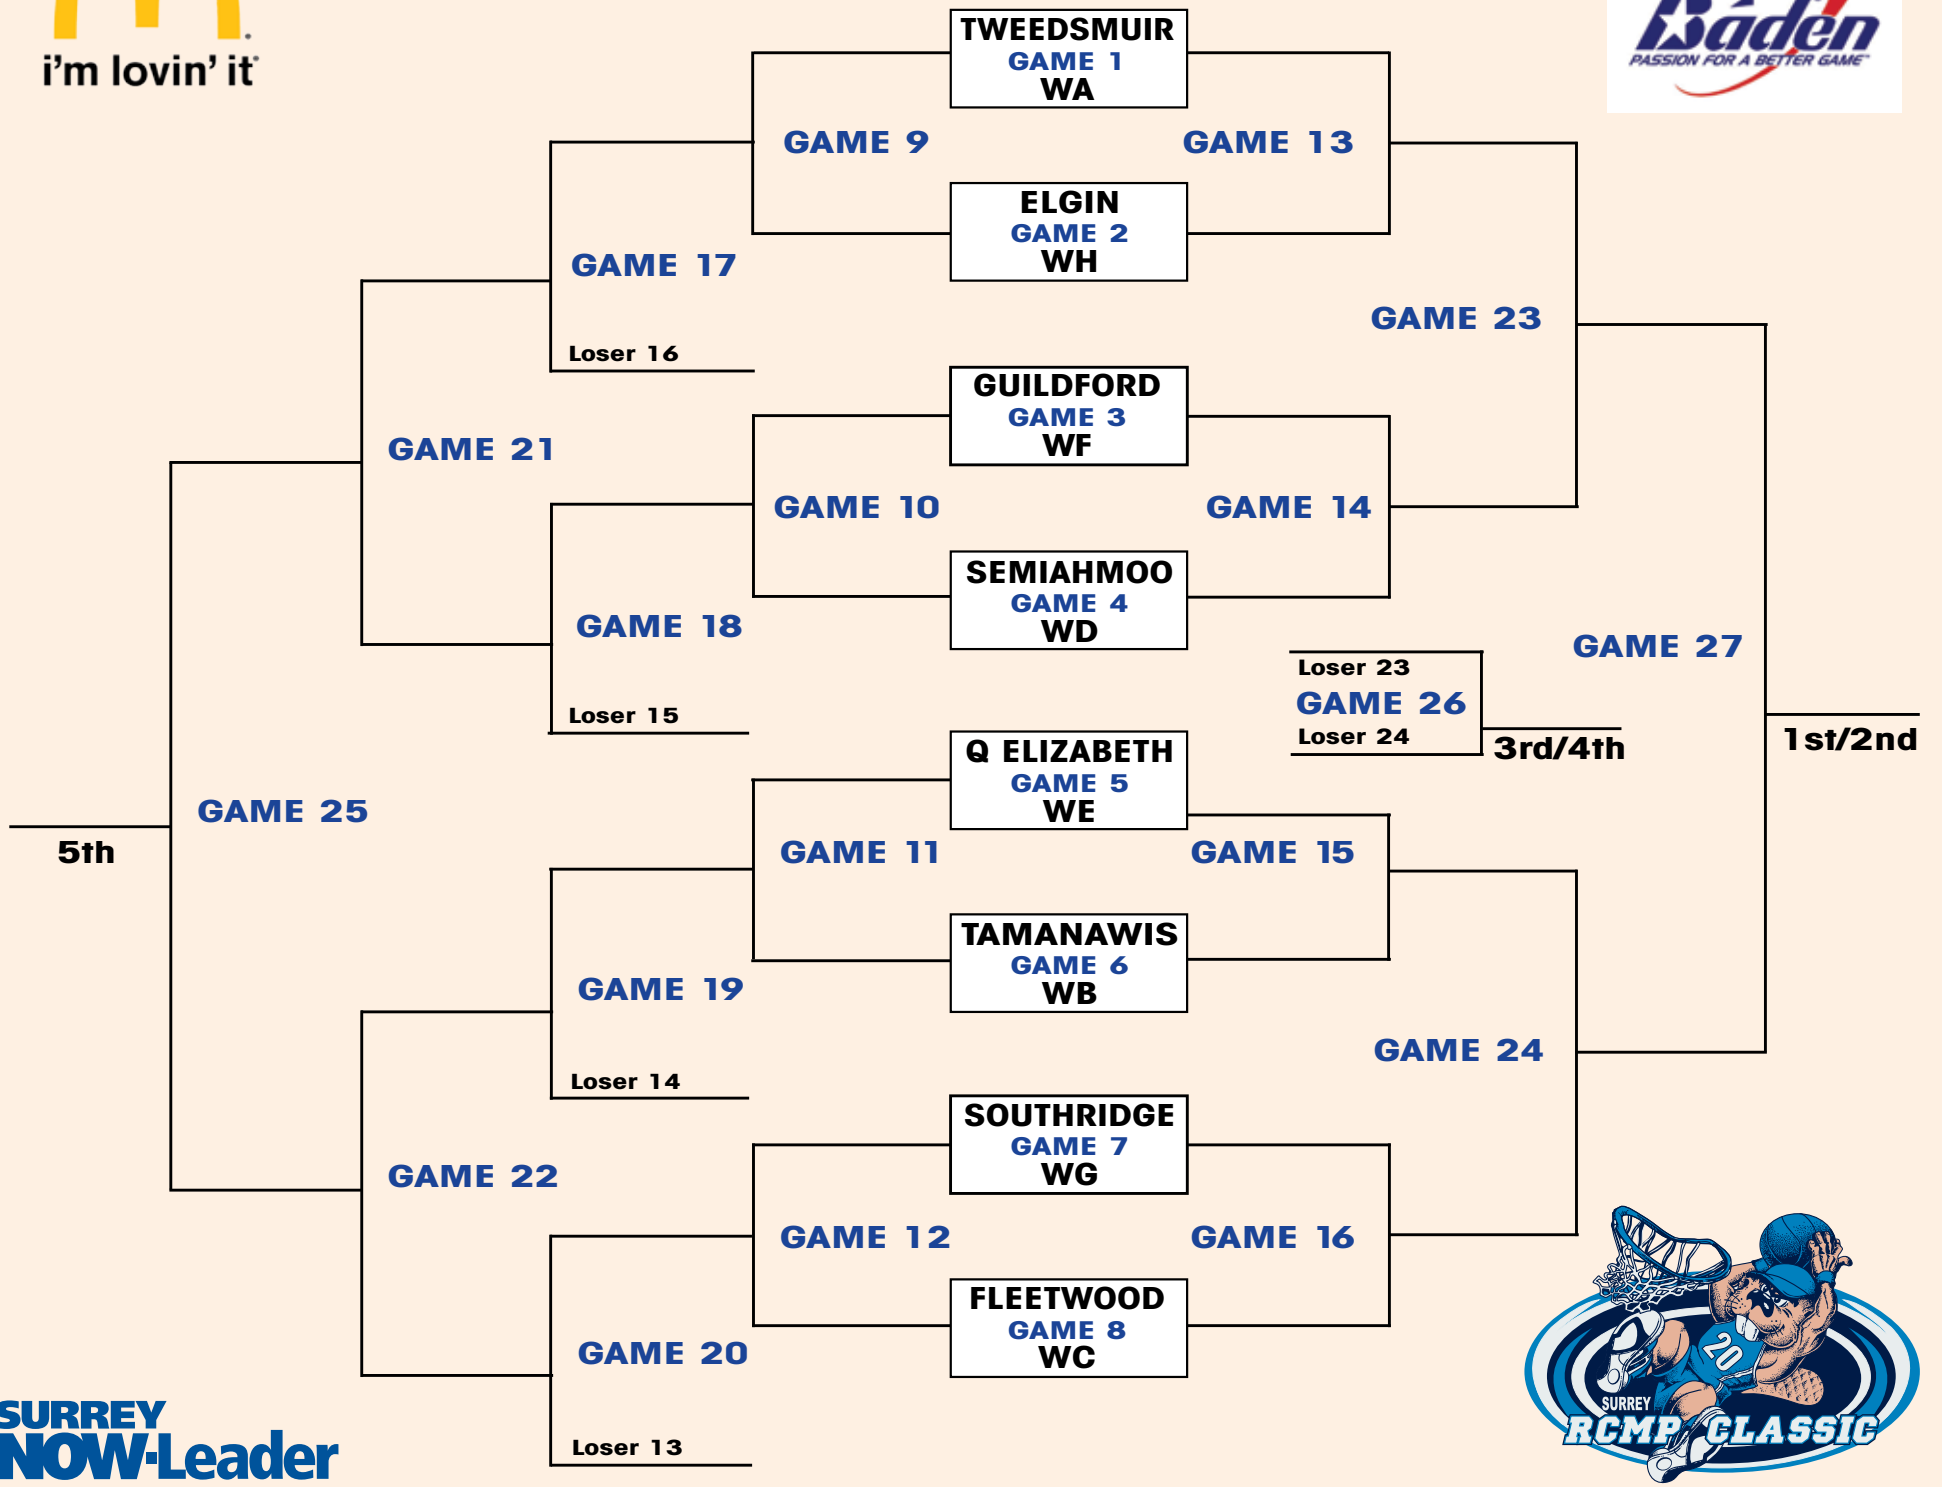 i'm lovin' it
Báden
PASSION FOR A BETTER GAME
TWEEDSMUIR
GAME 1
WA
GAME 9
GAME 13
ELGIN
GAME 2
WH
GAME 17
GAME 23
Loser 16
GUILDFORD
GAME 3
WF
GAME 21
GAME 10
GAME 14
SEMIAHMOO
GAME 4
WD
GAME 18
GAME 27
Loser 23
GAME 26
Loser 24
3rd/4th
1st/2nd
Loser 15
Q ELIZABETH
GAME 5
WE
GAME 25
5th
GAME 11
GAME 15
TAMANAWIS
GAME 6
WB
GAME 19
GAME 24
Loser 14
SOUTHRIDGE
GAME 7
WG
GAME 22
GAME 12
GAME 16
FLEETWOOD
GAME 8
WC
GAME 20
Loser 13
SURREY
NOW-Leader
20
SURREY
RCMP CLASSIC